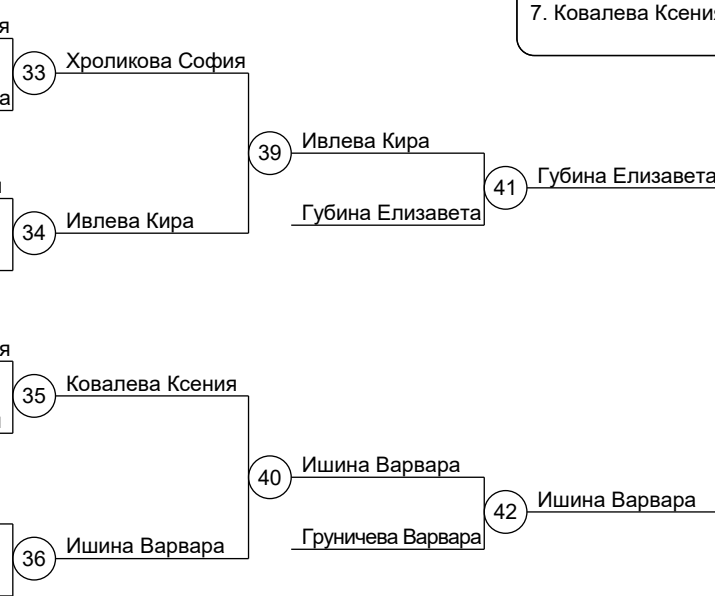 7. Ковалева Ксения
я
33
Хроликова София
а
39
Ивлева Кира
41
Губина Елизавета
Губина Елизавета
34
Ивлева Кира
я
35
Ковалева Ксения
40
Ишина Варвара
42
Ишина Варвара
Груничева Варвара
36
Ишина Варвара